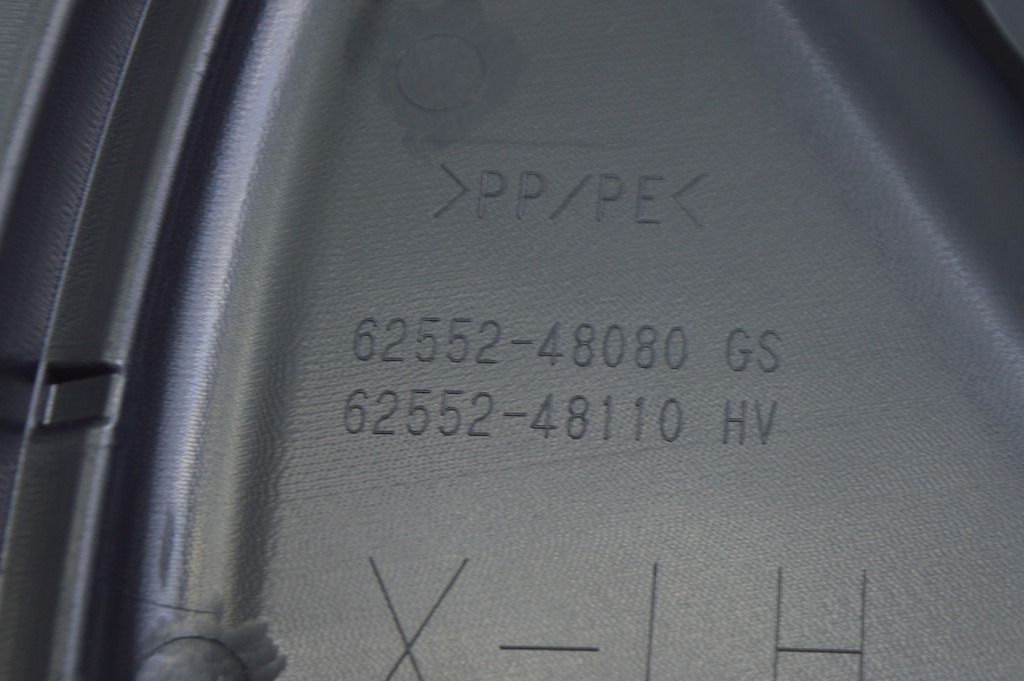 >PP/PE<
62552-48080 GS
62552-48110 HV
X-LH